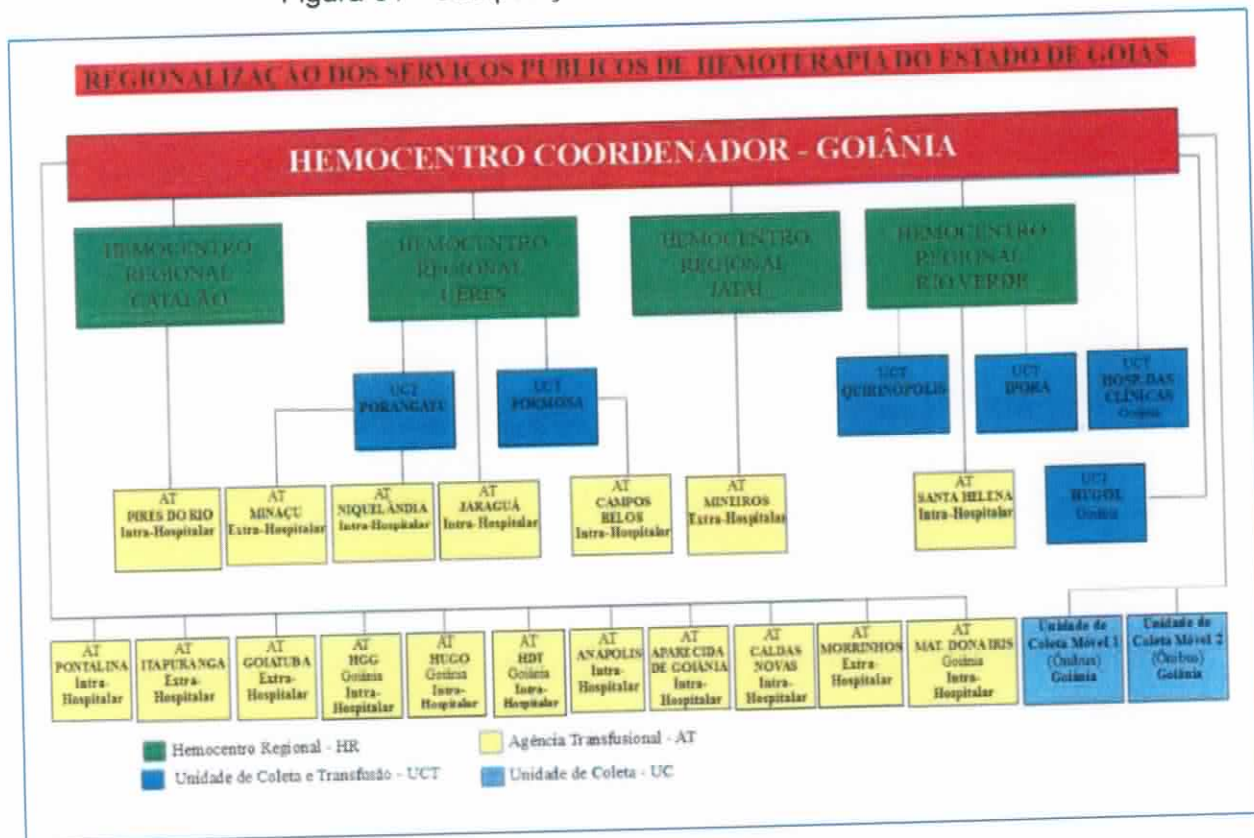 REGIONALIZAÇÃO DOS SERVIÇOS PÚBLICOS DE HEMOTERAPIA DO ESTADO DE GOIÁS
HEMOCENTRO COORDENADOR - GOIÂNIA
HEMOCENTRO
REGIONAL
CATALÃO
HEMOCENTRO
REGIONAL
CERES
HEMOCENTRO
REGIONAL
JATAÍ
HEMOCENTRO
REGIONAL
RIO VERDE
UCT
PORANGATU
UCT
FORMOSA
UCT
QUIRINÓPOLIS
UCT
IPORÁ
UCT
HOSP. DAS
CLÍNICAS
Goiânia
AT
PIRES DO RIO
Intra-Hospitalar
AT
MINAÇU
Extra-Hospitalar
AT
NIQUELÂNDIA
Intra-Hospitalar
AT
JARAGUÁ
Intra-Hospitalar
AT
CAMPOS
BELOS
Intra-Hospitalar
AT
MINEIROS
Extra-Hospitalar
AT
SANTA HELENA
Intra-Hospitalar
UCT
HUGOL
Goiânia
AT
PONTALINA
Intra-
Hospitalar
AT
ITAPURANGA
Extra-
Hospitalar
AT
GOIATUBA
Extra-
Hospitalar
AT
HGG
Goiânia
Intra-
Hospitalar
AT
HUGO
Goiânia
Intra-
Hospitalar
AT
HDT
Goiânia
Intra-
Hospitalar
AT
ANAPOLIS
Intra-
Hospitalar
AT
APARECIDA
DE GOIÂNIA
Intra-
Hospitalar
AT
CALDAS
NOVAS
Intra-
Hospitalar
AT
MORRINHOS
Extra-
Hospitalar
AT
MAT. DONA IRIS
Goiânia
Intra-
Hospitalar
Unidade de
Coleta Móvel 1
(Ônibus)
Goiânia
Unidade de
Coleta Móvel 2
(Ônibus)
Goiânia
Hemocentro Regional - HR
Agência Transfusional - AT
Unidade de Coleta e Transfusão - UCT
Unidade de Coleta - UC